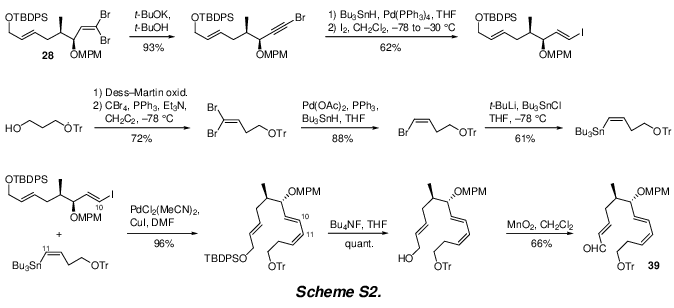 OTBDPS Br t-BuOK, OTBDPS Br 1) Bu3SnH, Pd(PPh3)4, THF OTBDPS
Br t-BuOH 2) I2, CH2Cl2, –78 to –30 °C I
28 OMPM 93% OMPM 62% OMPM
1) Dess–Martin oxid.
2) CBr4, PPh3, Et3N, Br Pd(OAc)2, PPh3, t-BuLi, Bu3SnCl
HO OTr CH2C2, –78 °C Br OTr Bu3SnH, THF Br OTr THF, –78 °C Bu3Sn OTr
72% 88% 61%
OTBDPS I
10
OMPM PdCl2(MeCN)2, OMPM OMPM OMPM
+ CuI, DMF 10 Bu4NF, THF MnO2, CH2Cl2
11 96% 11 quant. 66%
Bu3Sn OTr TBDPSO OTr HO OTr OHC OTr 39
Scheme S2.